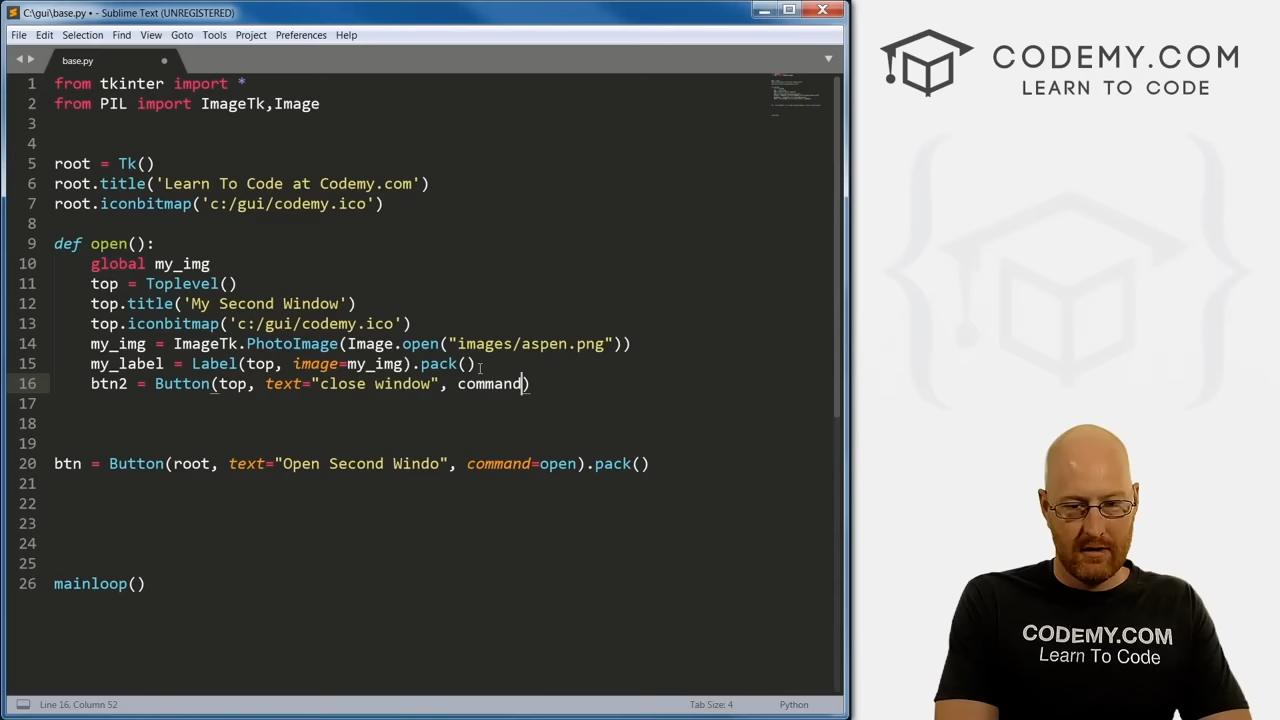 C:\gui\base.py • - Sublime Text (UNREGISTERED)
File Edit Selection Find View Goto Tools Project Preferences Help
base.py
1 from tkinter import *
2 from PIL import ImageTk,Image
3
4
5 root = Tk()
6 root.title('Learn To Code at Codemy.com')
7 root.iconbitmap('c:/gui/codemy.ico')
8
9 def open():
10 global my_img
11 top = Toplevel()
12 top.title('My Second Window')
13 top.iconbitmap('c:/gui/codemy.ico')
14 my_img = ImageTk.PhotoImage(Image.open("images/aspen.png"))
15 my_label = Label(top, image=my_img).pack()
16 btn2 = Button(top, text="close window", command)
17
18
19
20 btn = Button(root, text="Open Second Windo", command=open).pack()
21
22
23
24
25
26 mainloop()
Line 16, Column 52
Tab Size: 4
Python
CODEMY.COM
LEARN TO CODE
CODEMY.COM
Learn To Code